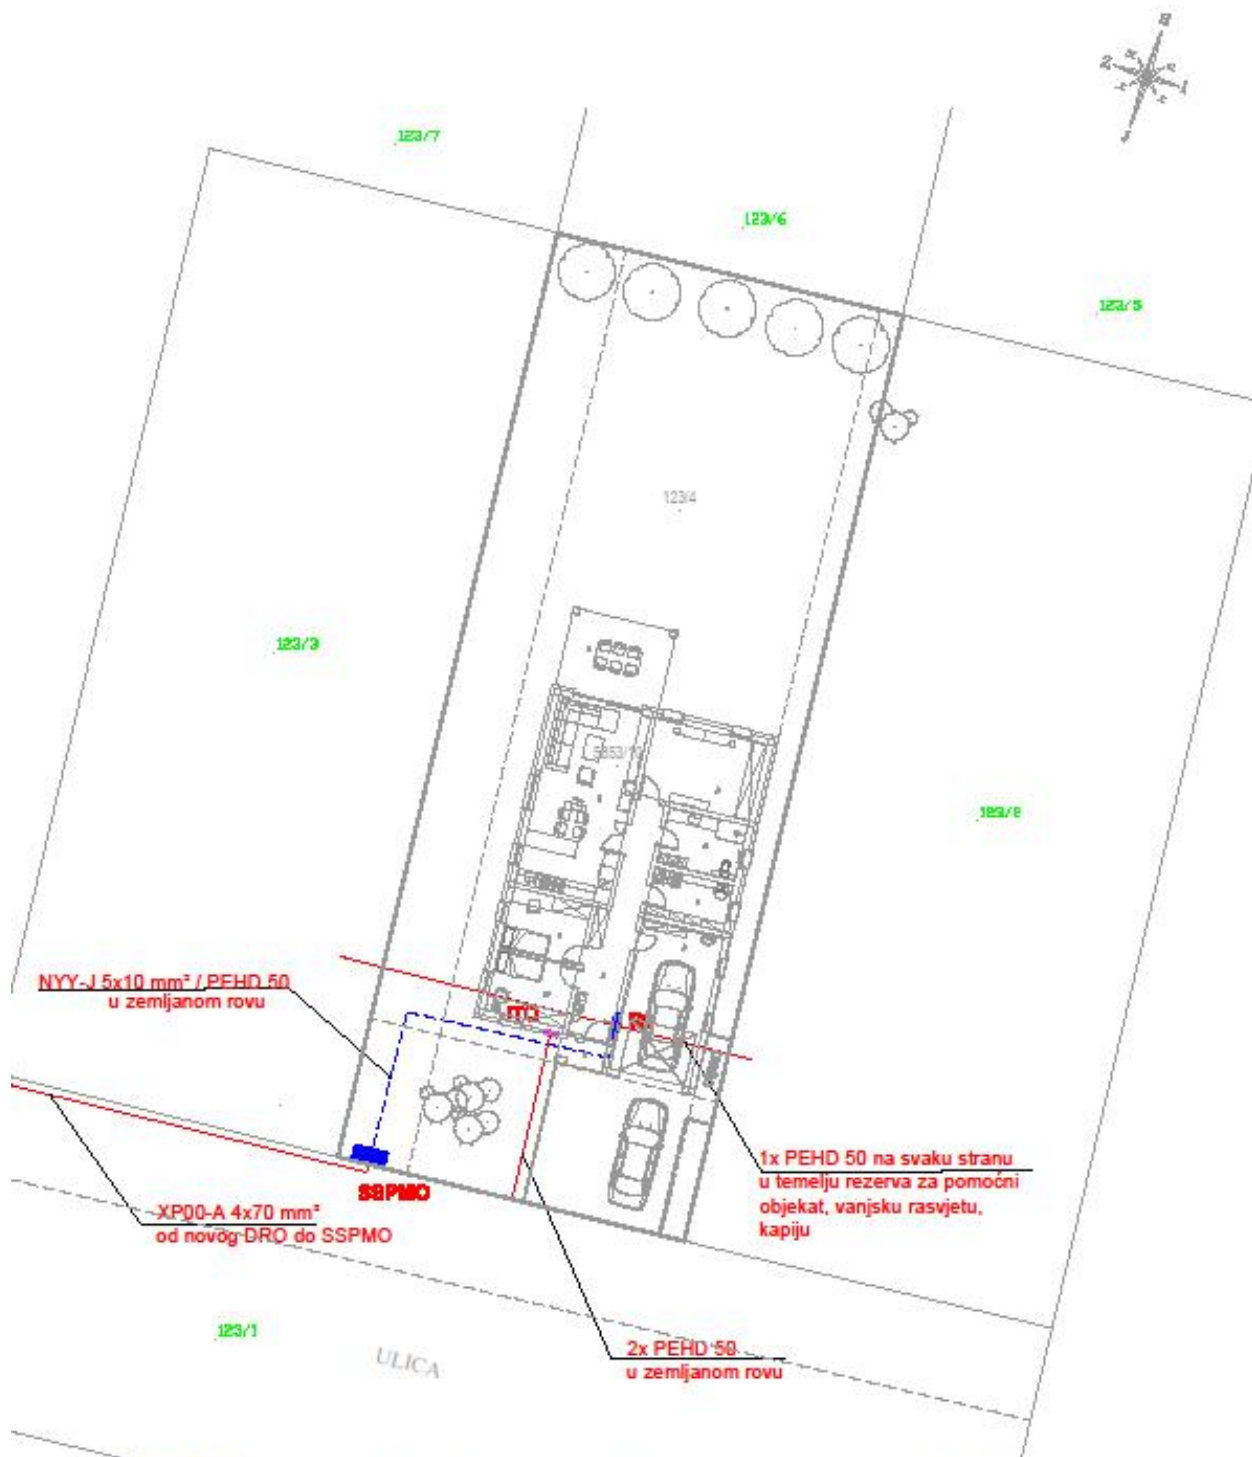 123/7
123/6
123/5
123/4
123/3
123/2
NYY-J 5x10 mm² / PEHD 50
u zemljanom rovu
SSPMO
XP00-A 4x70 mm²
od novog DRO do SSPMO
1x PEHD 50 na svaku stranu
u temelju rezerva za pomoćni
objekat, vanjsku rasvjetu,
kapiju
2x PEHD 50
u zemljanom rovu
123/1
ULICA